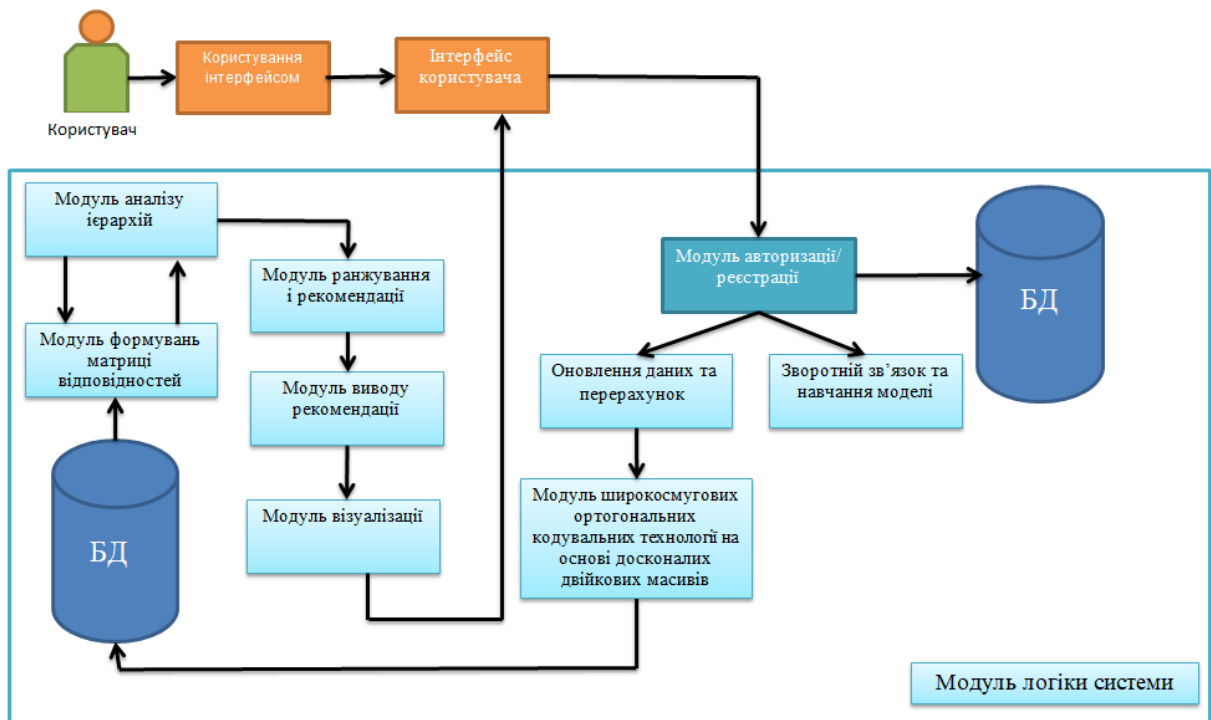 Користувач
Користування
інтерфейсом
Інтерфейс
користувача
Модуль аналізу
ієрархій
Модуль ранжування
і рекомендації
Модуль формувань
матриці
відповідностей
Модуль виводу
рекомендації
Модуль візуалізації
БД
Модуль авторизації/
реєстрації
БД
Оновлення даних та
перерахунок
Зворотній зв’язок та
навчання моделі
Модуль широкосмугових
ортогональних
кодувальних технології на
основі досконалих
двійкових масивів
Модуль логіки системи